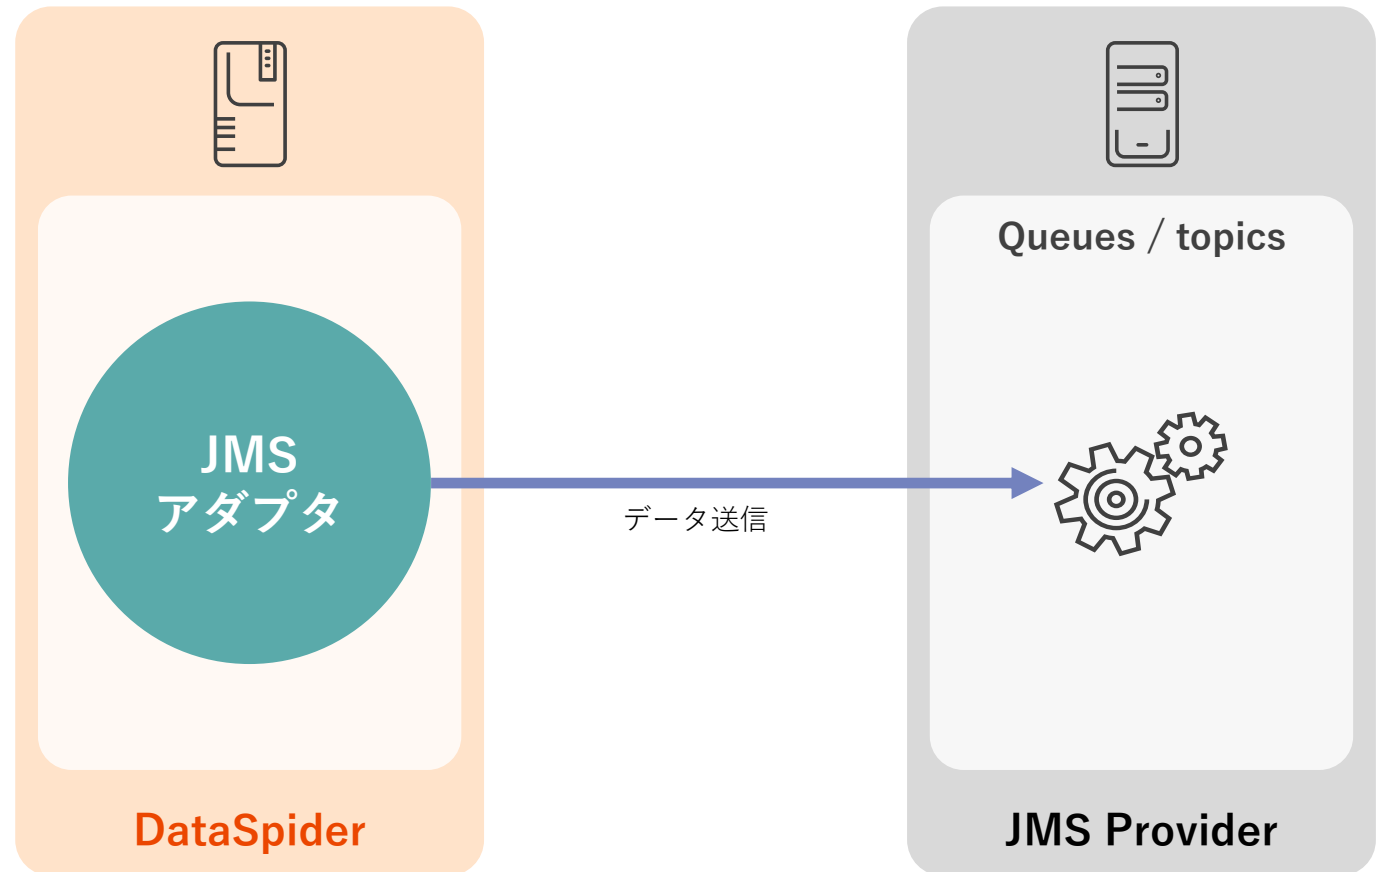 Queues / topics
JMS
アダプタ
データ送信
DataSpider
JMS Provider